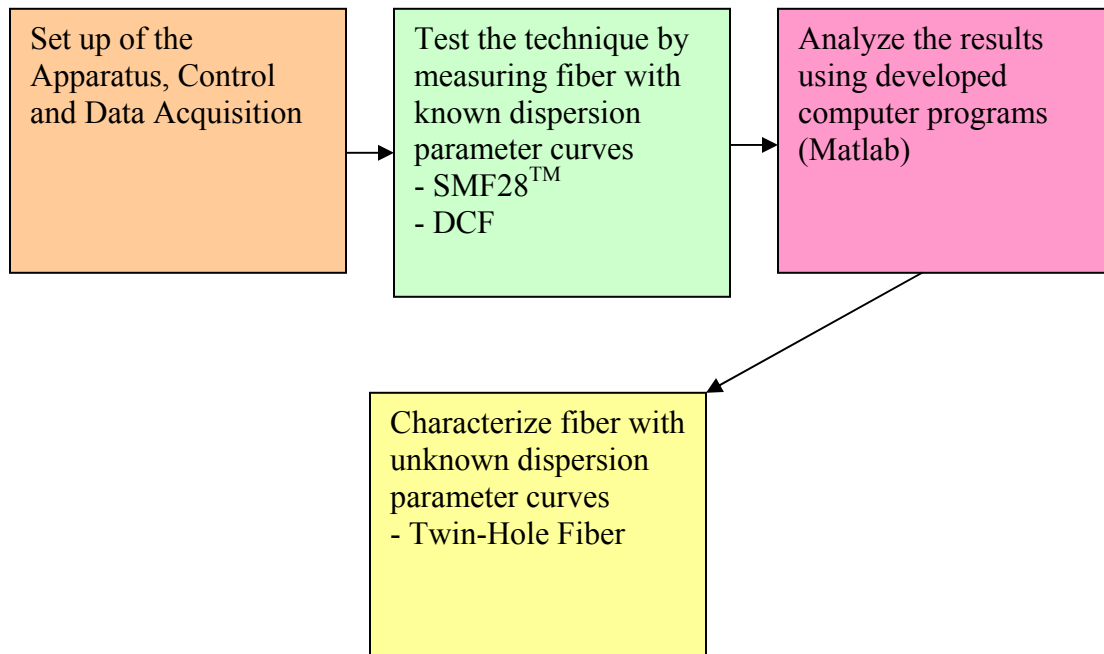 Set up of the
Apparatus, Control
and Data Acquisition
Test the technique by
measuring fiber with
known dispersion
parameter curves
- SMF28TM
- DCF
Analyze the results
using developed
computer programs
(Matlab)
Characterize fiber with
unknown dispersion
parameter curves
- Twin-Hole Fiber